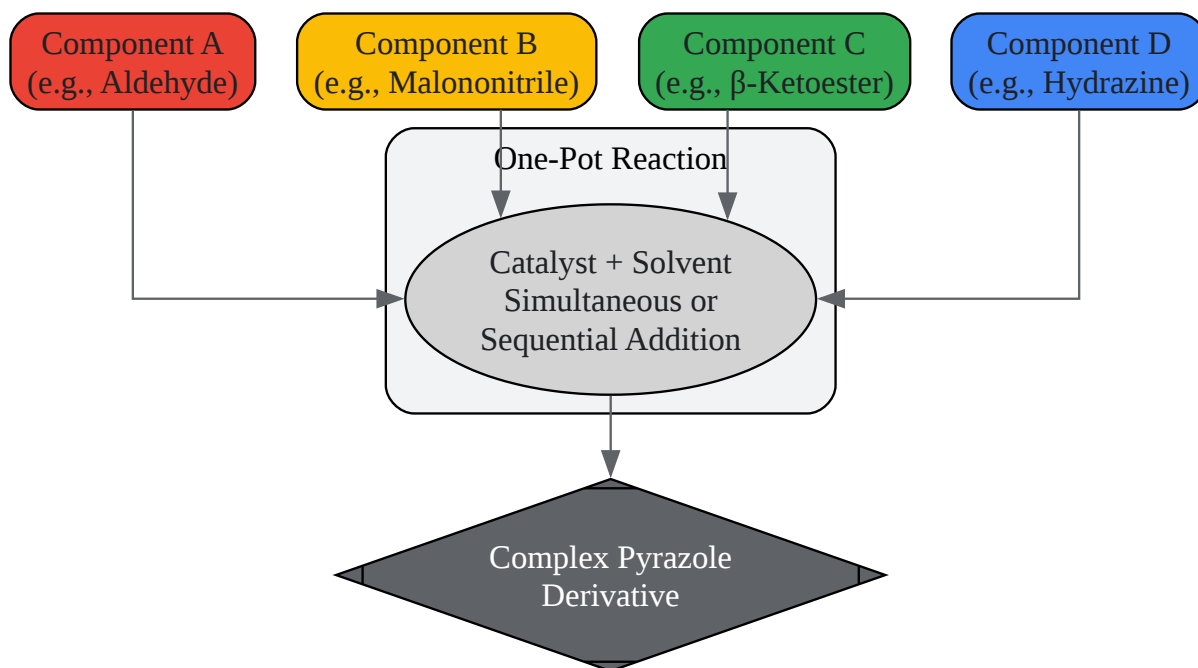 Component A
(e.g., Aldehyde)
Component B
(e.g., Malononitrile)
Component C
(e.g., β-Ketoester)
Component D
(e.g., Hydrazine)
One-Pot Reaction
Catalyst + Solvent
Simultaneous or
Sequential Addition
Complex Pyrazole
Derivative